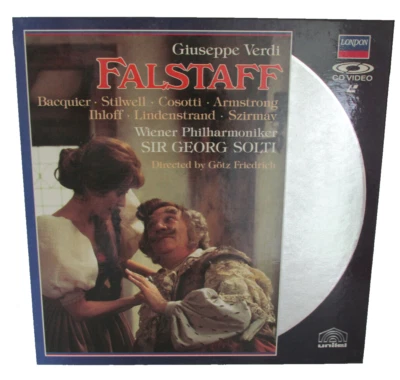 Giuseppe Verdi
FALSTAFF
Bacquier · Stilwell · Cosotti · Armstrong
Ihloff · Lindenstrand · Szirmay
Wiener Philharmoniker
SIR GEORG SOLTI
Directed by Götz Friedrich
LONDON
CD VIDEO
unitel